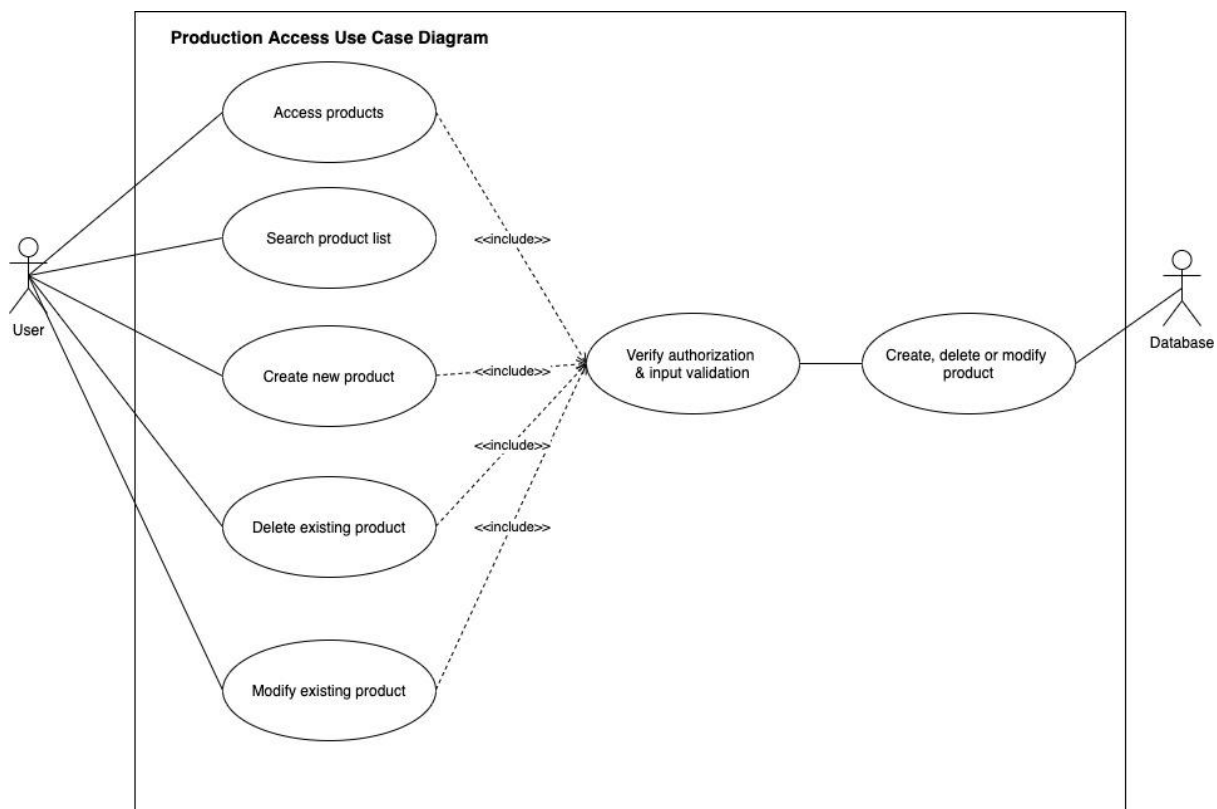 Production Access Use Case Diagram
Access products
Search product list
<<include>>
User
Database
Create new product
<<include>>
Verify authorization
& input validation
Create, delete or modify
product
<<include>>
Delete existing product
<<include>>
Modify existing product